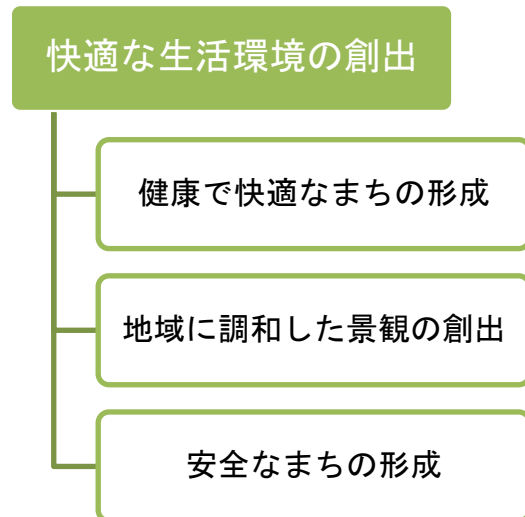 快適な生活環境の創出
健康で快適なまちの形成
地域に調和した景観の創出
安全なまちの形成